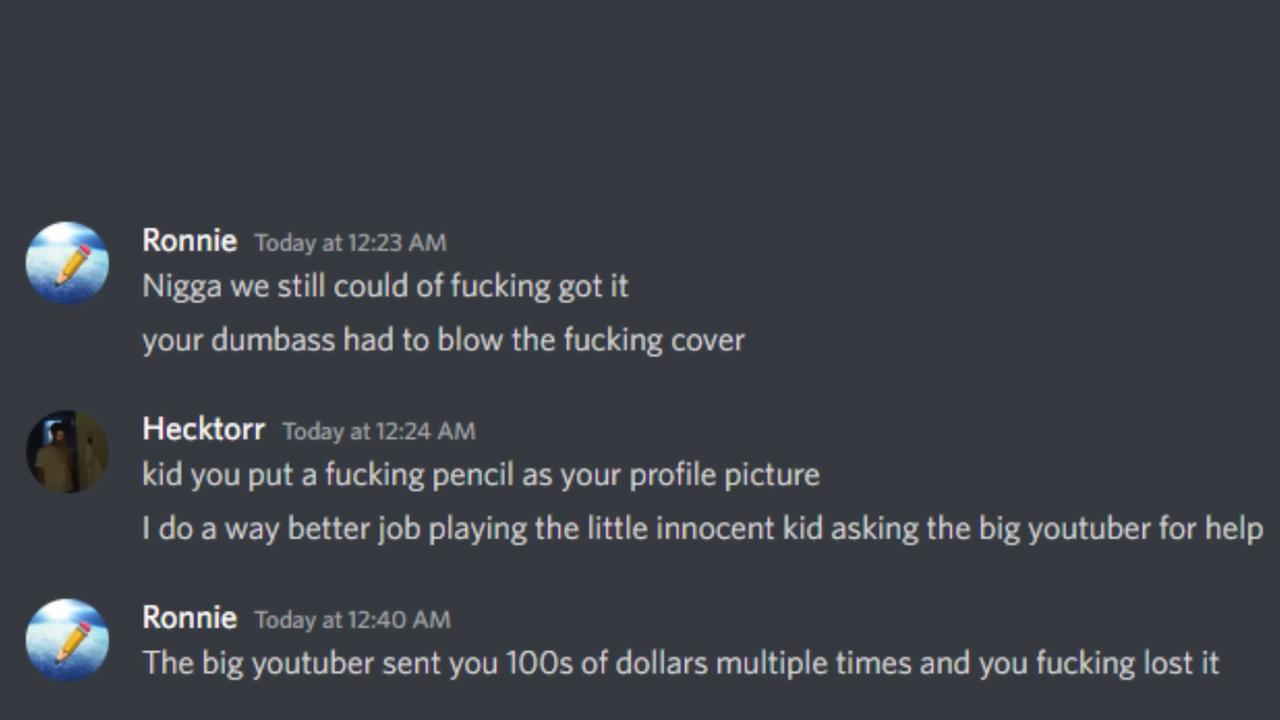 Ronnie Today at 12:23 AM
Nigga we still could of fucking got it
your dumbass had to blow the fucking cover
Hecktorr Today at 12:24 AM
kid you put a fucking pencil as your profile picture
I do a way better job playing the little innocent kid asking the big youtuber for help
Ronnie Today at 12:40 AM
The big youtuber sent you 100s of dollars multiple times and you fucking lost it